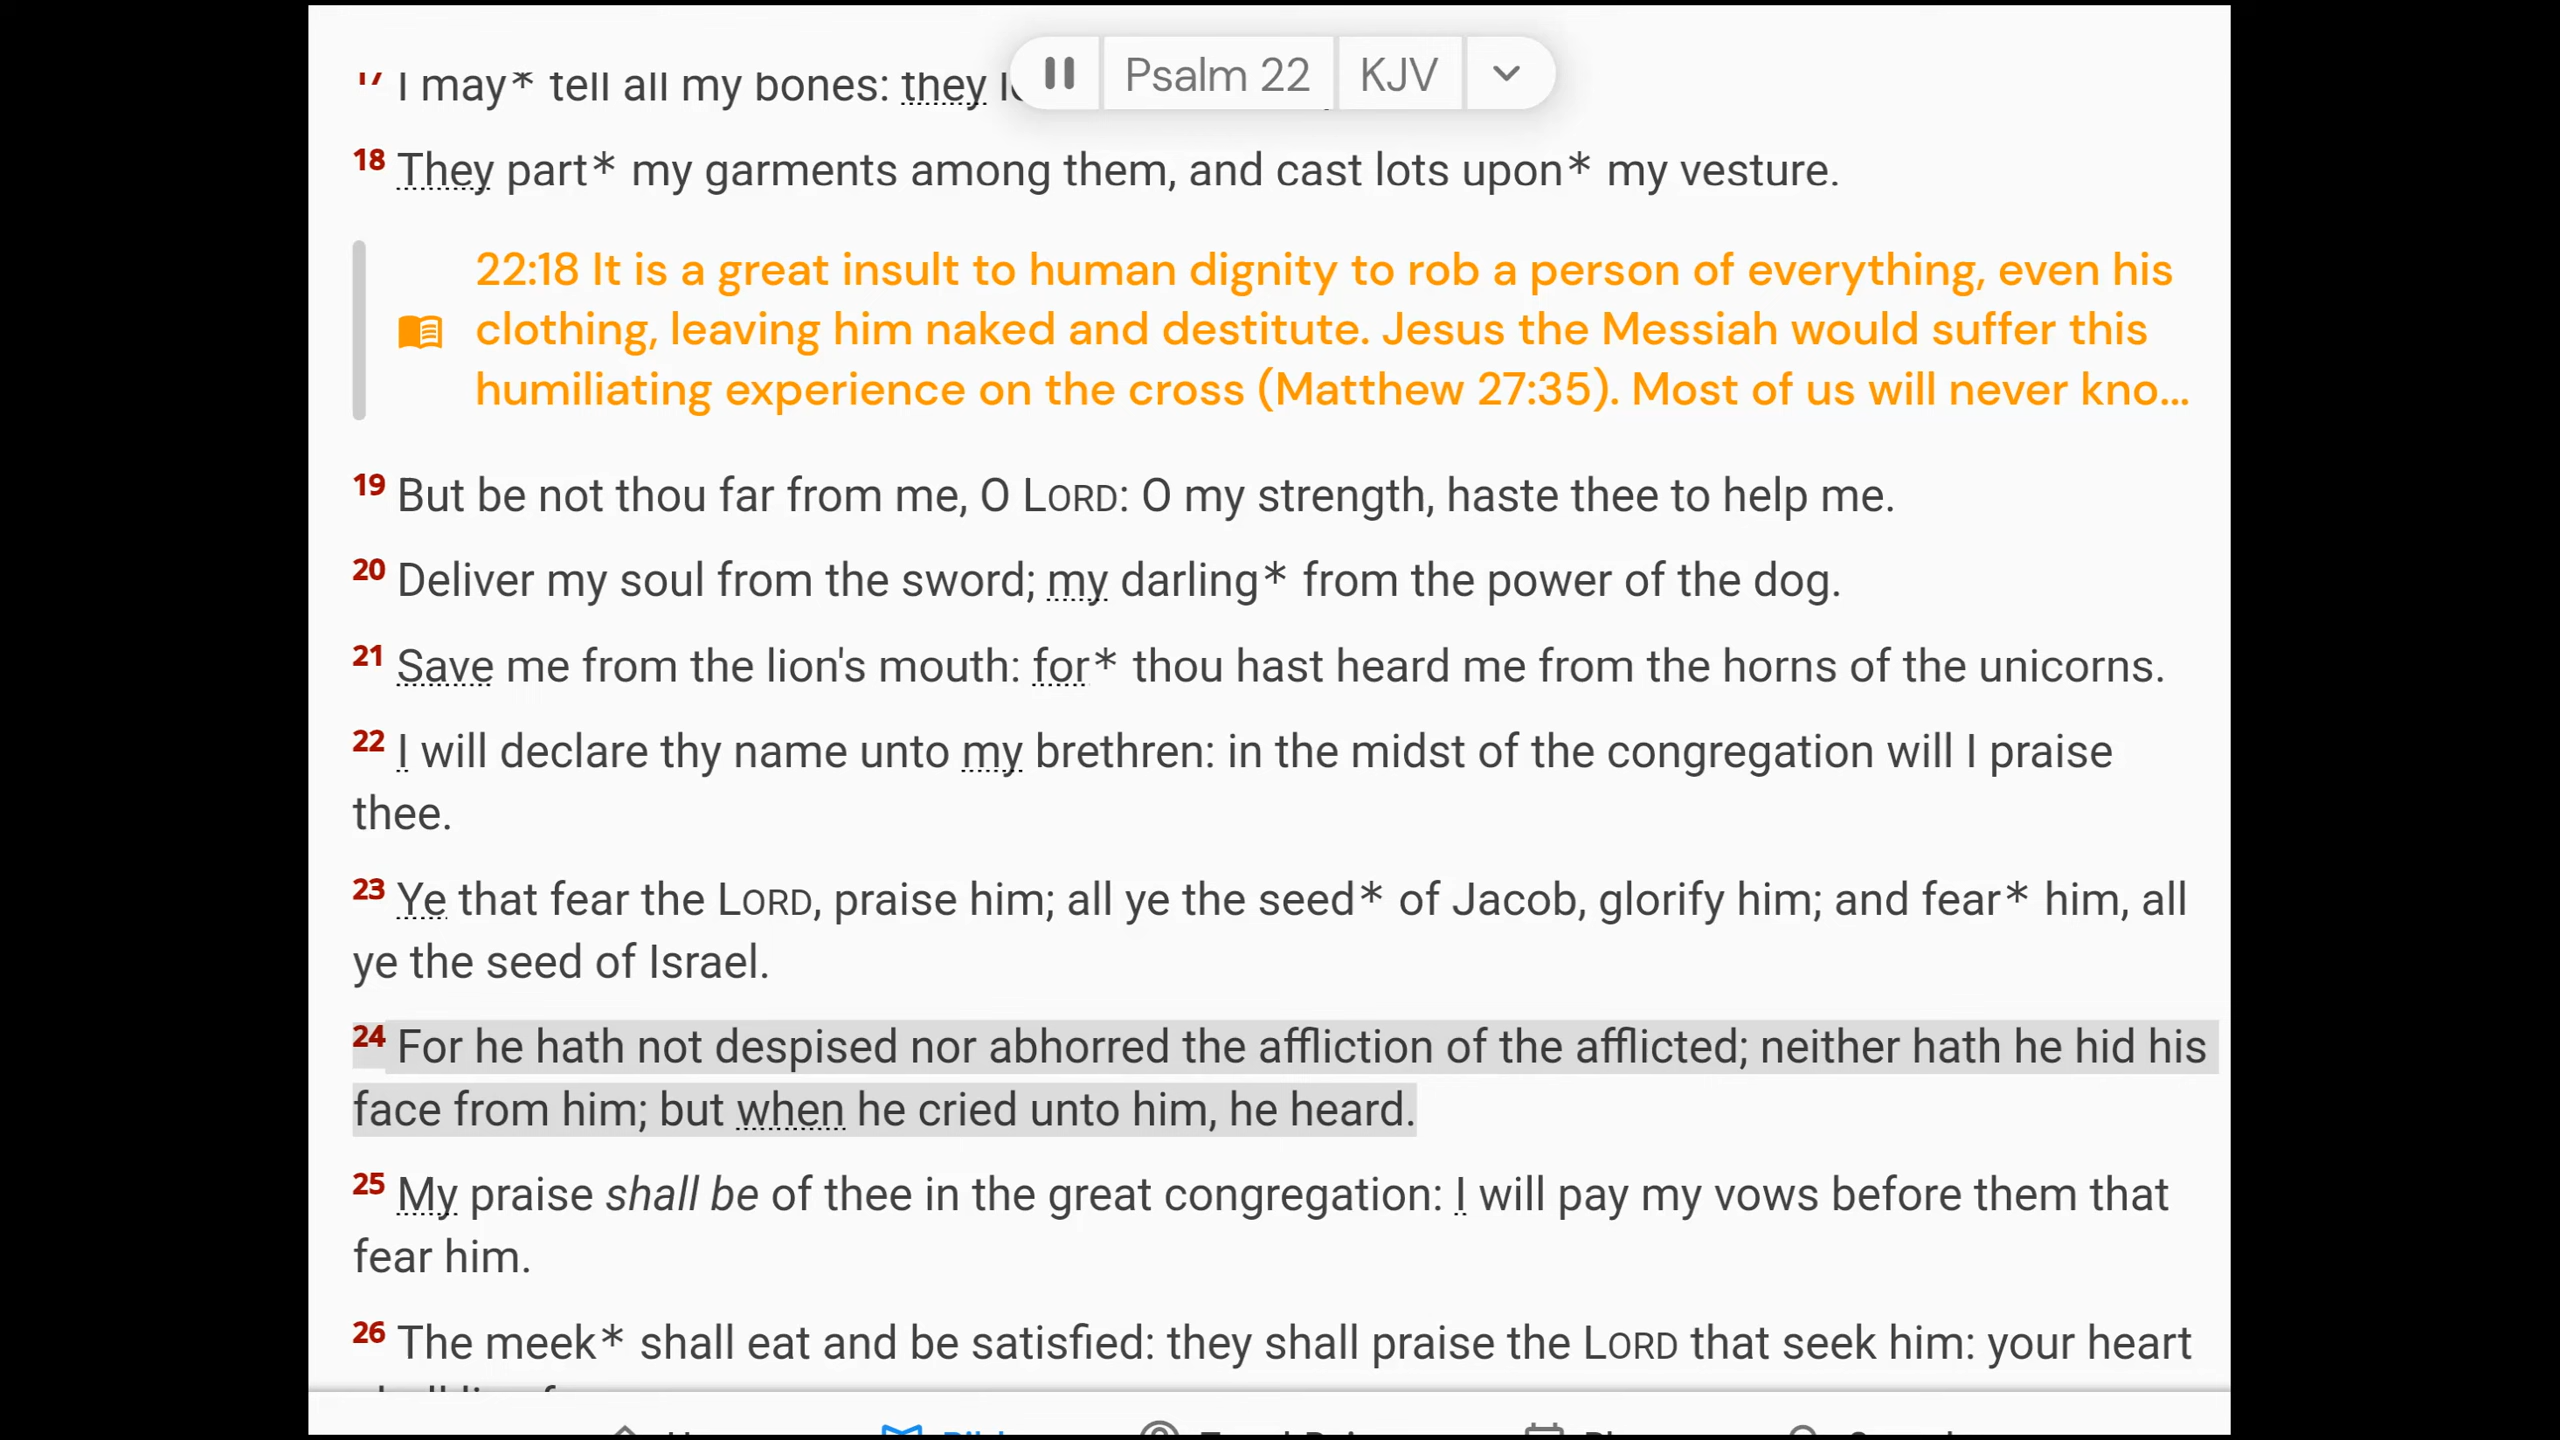 Psalm 22 KJV
17 I may* tell all my bones: they
18 They part* my garments among them, and cast lots upon* my vesture.
22:18 It is a great insult to human dignity to rob a person of everything, even his
clothing, leaving him naked and destitute. Jesus the Messiah would suffer this
humiliating experience on the cross (Matthew 27:35). Most of us will never kno...
19 But be not thou far from me, O LORD: O my strength, haste thee to help me.
20 Deliver my soul from the sword; my darling* from the power of the dog.
21 Save me from the lion's mouth: for* thou hast heard me from the horns of the unicorns.
22 I will declare thy name unto my brethren: in the midst of the congregation will I praise
thee.
23 Ye that fear the LORD, praise him; all ye the seed* of Jacob, glorify him; and fear* him, all
ye the seed of Israel.
24 For he hath not despised nor abhorred the affliction of the afflicted; neither hath he hid his
face from him; but when he cried unto him, he heard.
25 My praise shall be of thee in the great congregation: I will pay my vows before them that
fear him.
26 The meek* shall eat and be satisfied: they shall praise the LORD that seek him: your heart